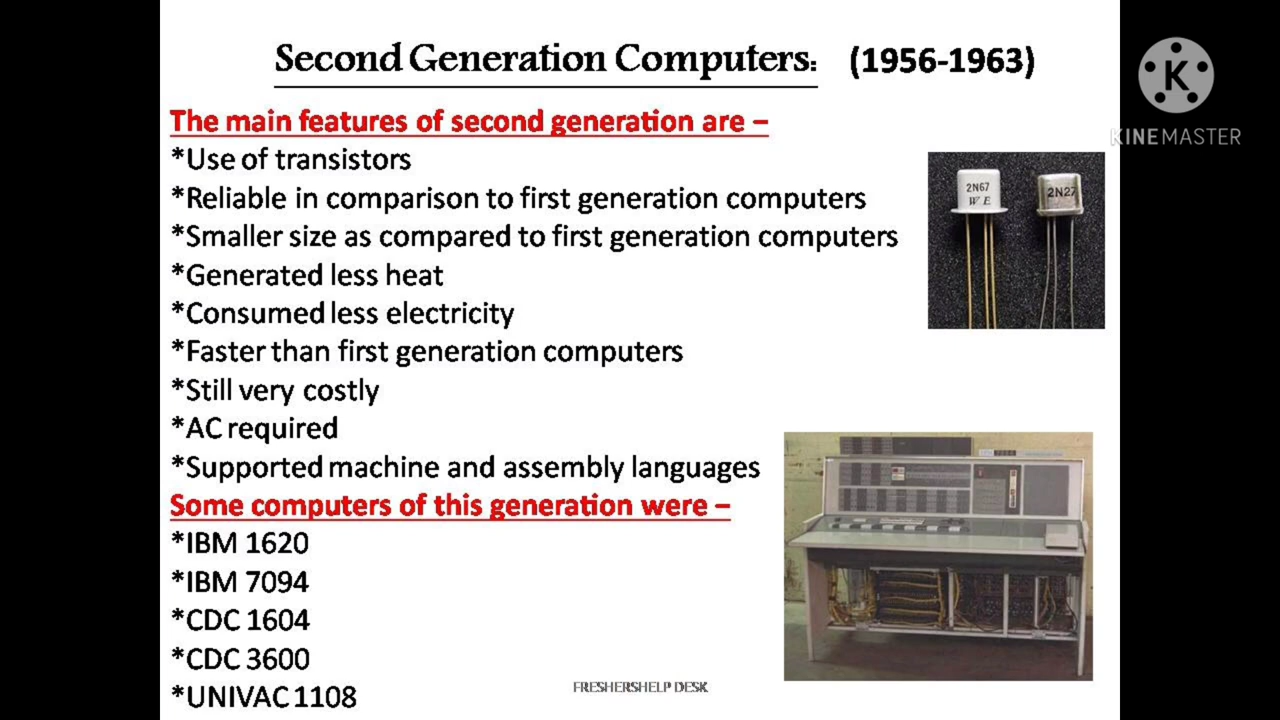 Second Generation Computers: (1956-1963)
KINEMASTER
The main features of second generation are –
*Use of transistors
*Reliable in comparison to first generation computers
*Smaller size as compared to first generation computers
*Generated less heat
*Consumed less electricity
*Faster than first generation computers
*Still very costly
*AC required
*Supported machine and assembly languages
Some computers of this generation were –
*IBM 1620
*IBM 7094
*CDC 1604
*CDC 3600
*UNIVAC 1108
2N67
W E
2N27
FRESHERSHELP DESK